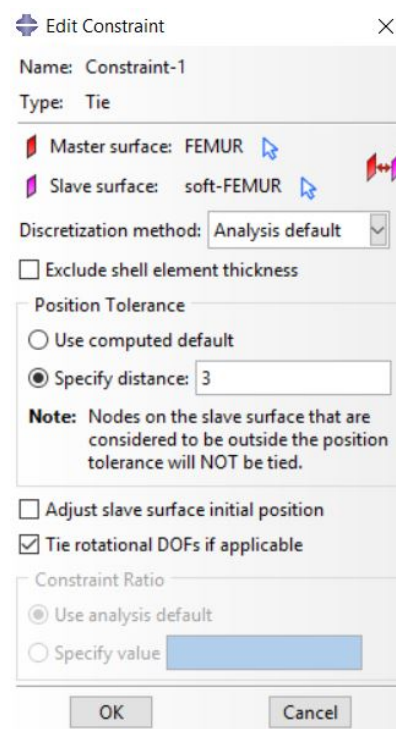 Edit Constraint
Name: Constraint-1
Type: Tie
Master surface: FEMUR
Slave surface: soft-FEMUR
Discretization method: Analysis default
Exclude shell element thickness
Position Tolerance
Use computed default
Specify distance: 3
Note: Nodes on the slave surface that are
considered to be outside the position
tolerance will NOT be tied.
Adjust slave surface initial position
Tie rotational DOFs if applicable
Constraint Ratio
Use analysis default
Specify value
OK Cancel